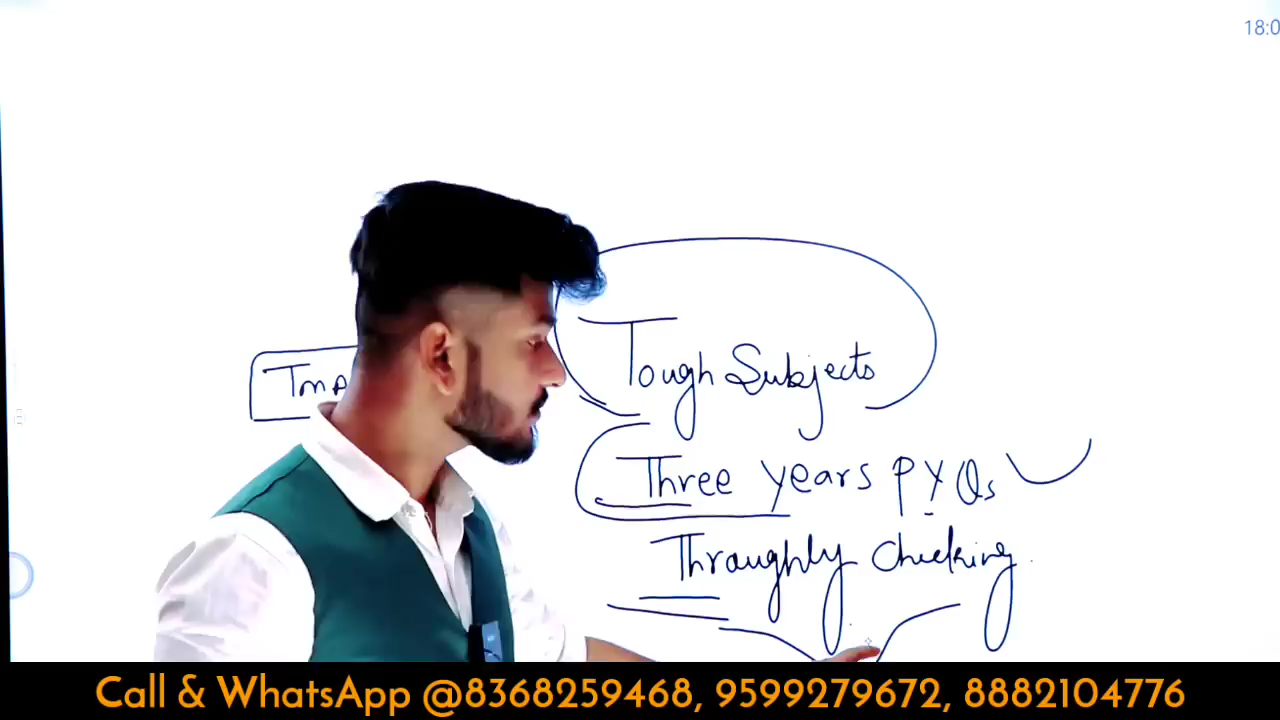 18:0
Tough Subjects
Three years PYQs
Throughly Checking
Call & WhatsApp @8368259468, 9599279672, 8882104776